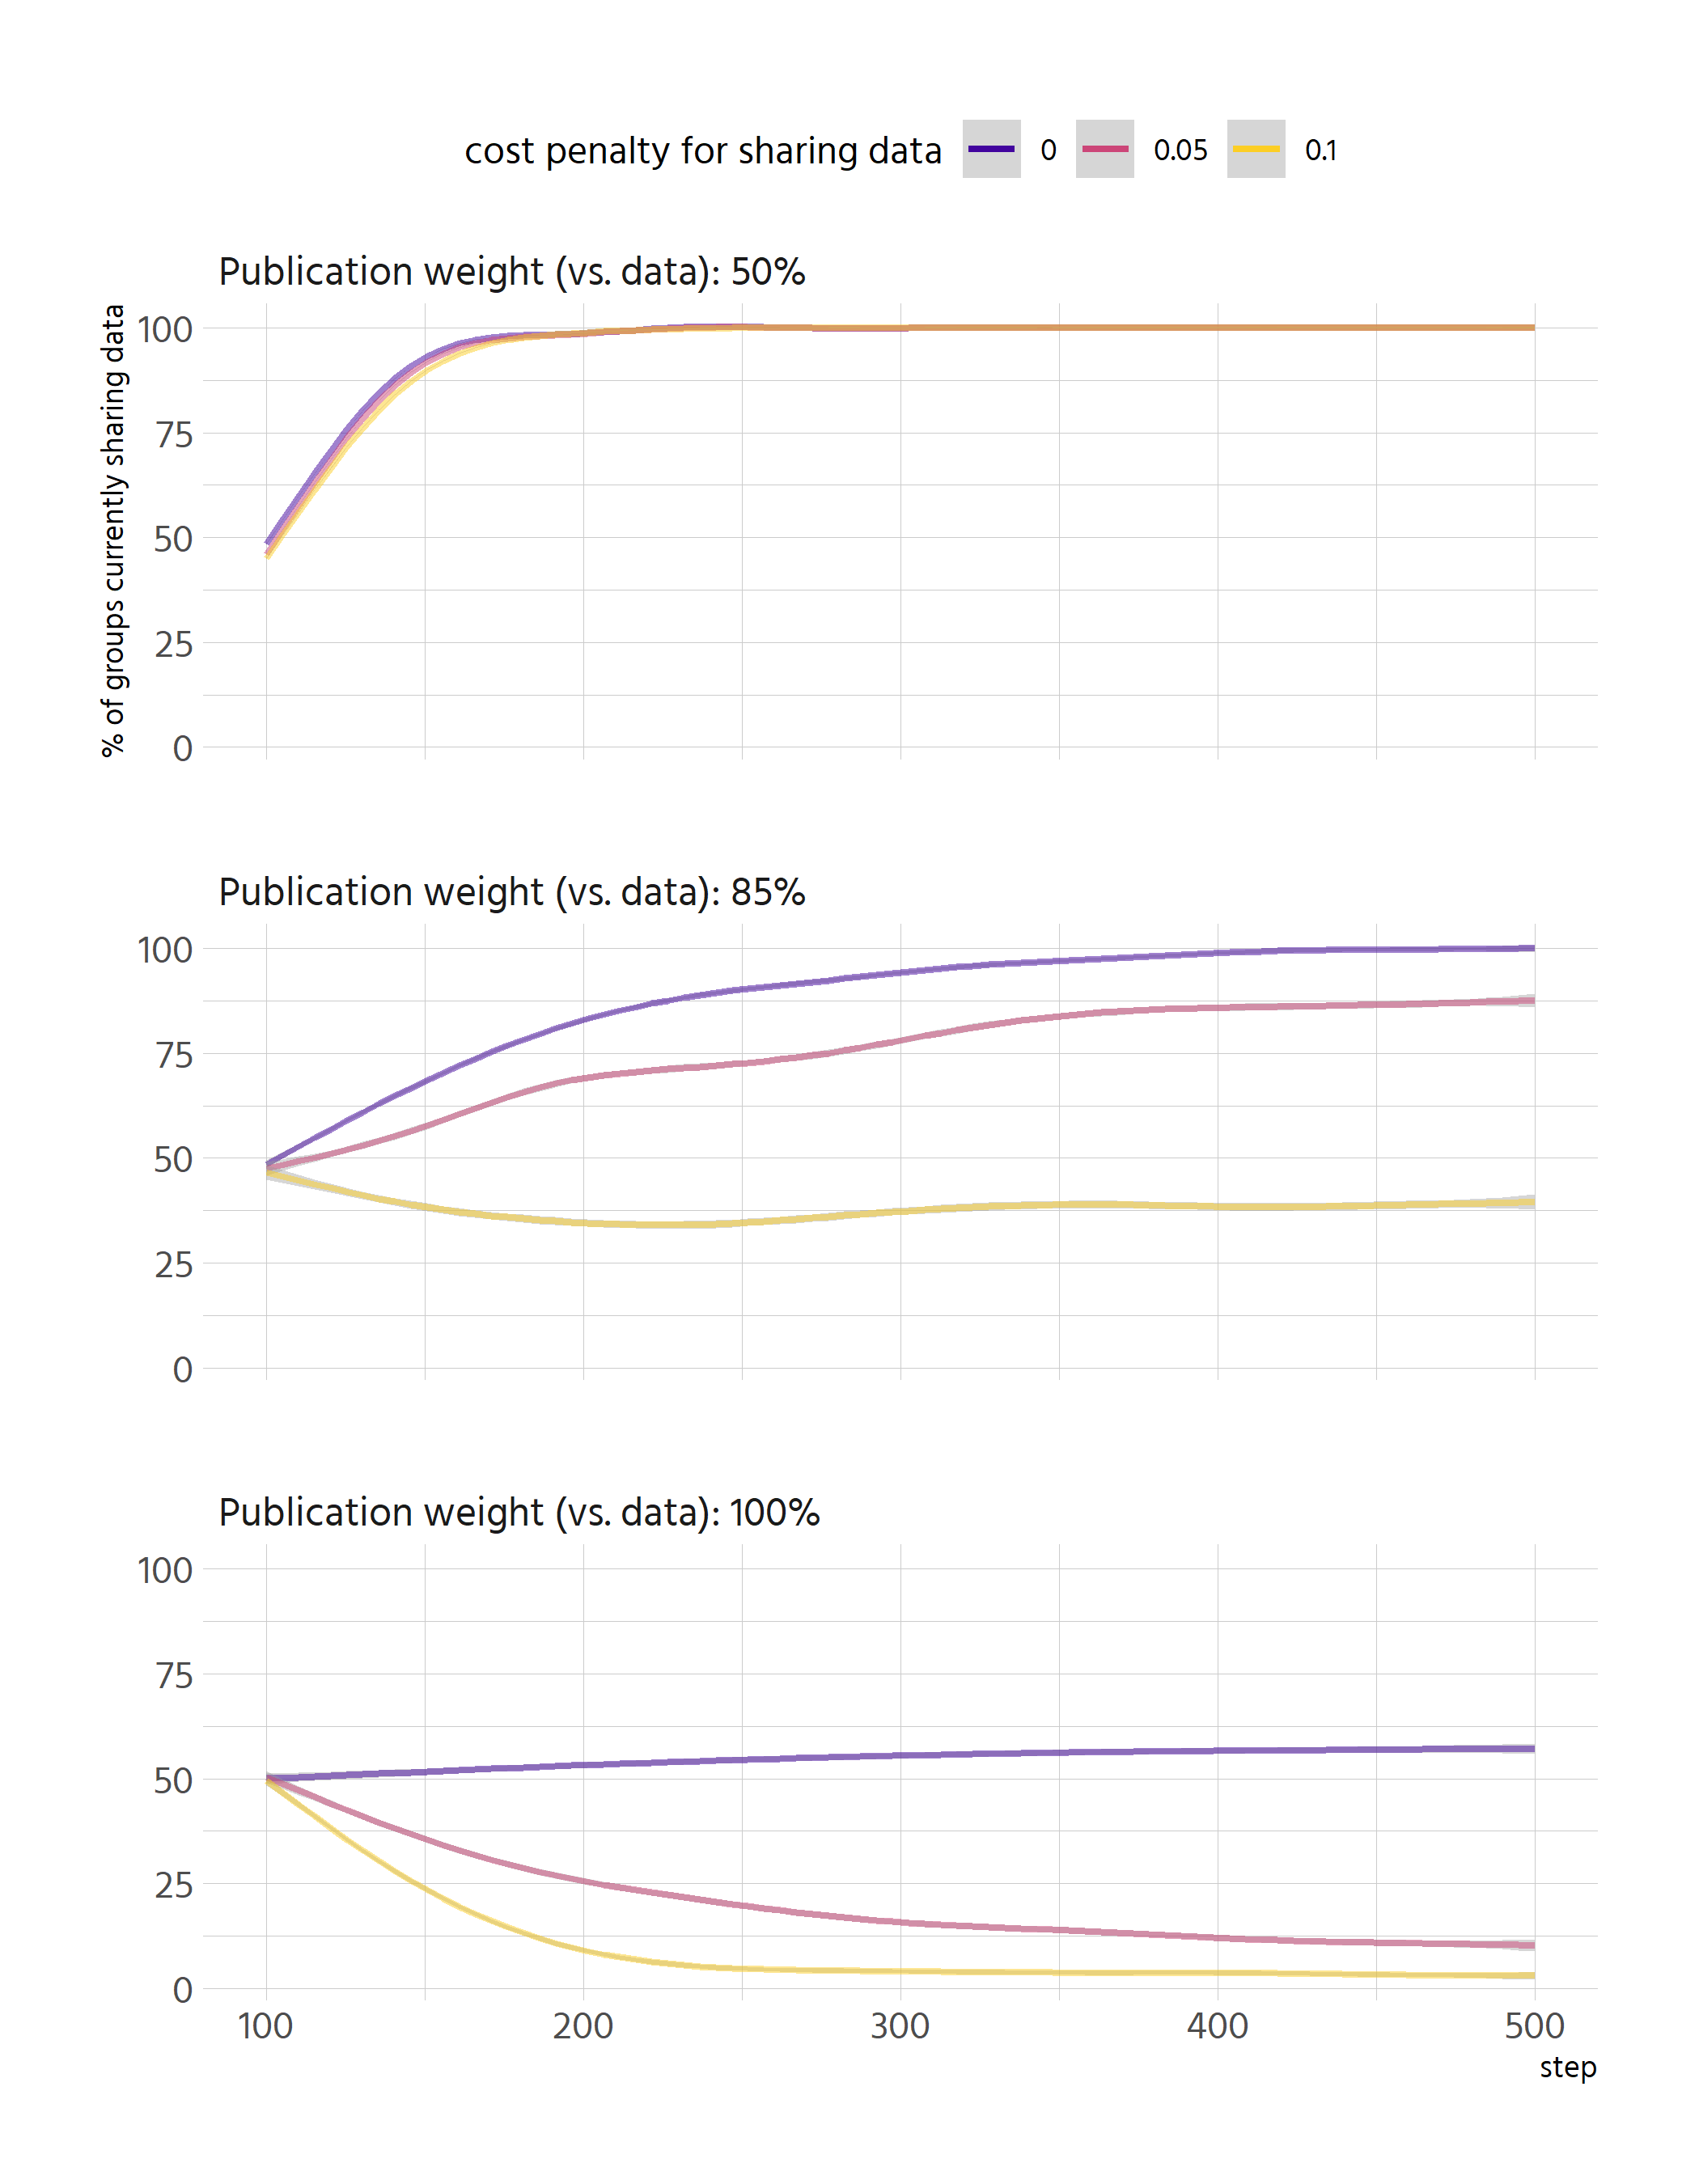 cost penalty for sharing data 0 0.05 0.1
Publication weight (vs. data): 50%
% of groups currently sharing data
100
75
50
25
0
Publication weight (vs. data): 85%
100
75
50
25
0
Publication weight (vs. data): 100%
100
75
50
25
0
100 200 300 400 500
step